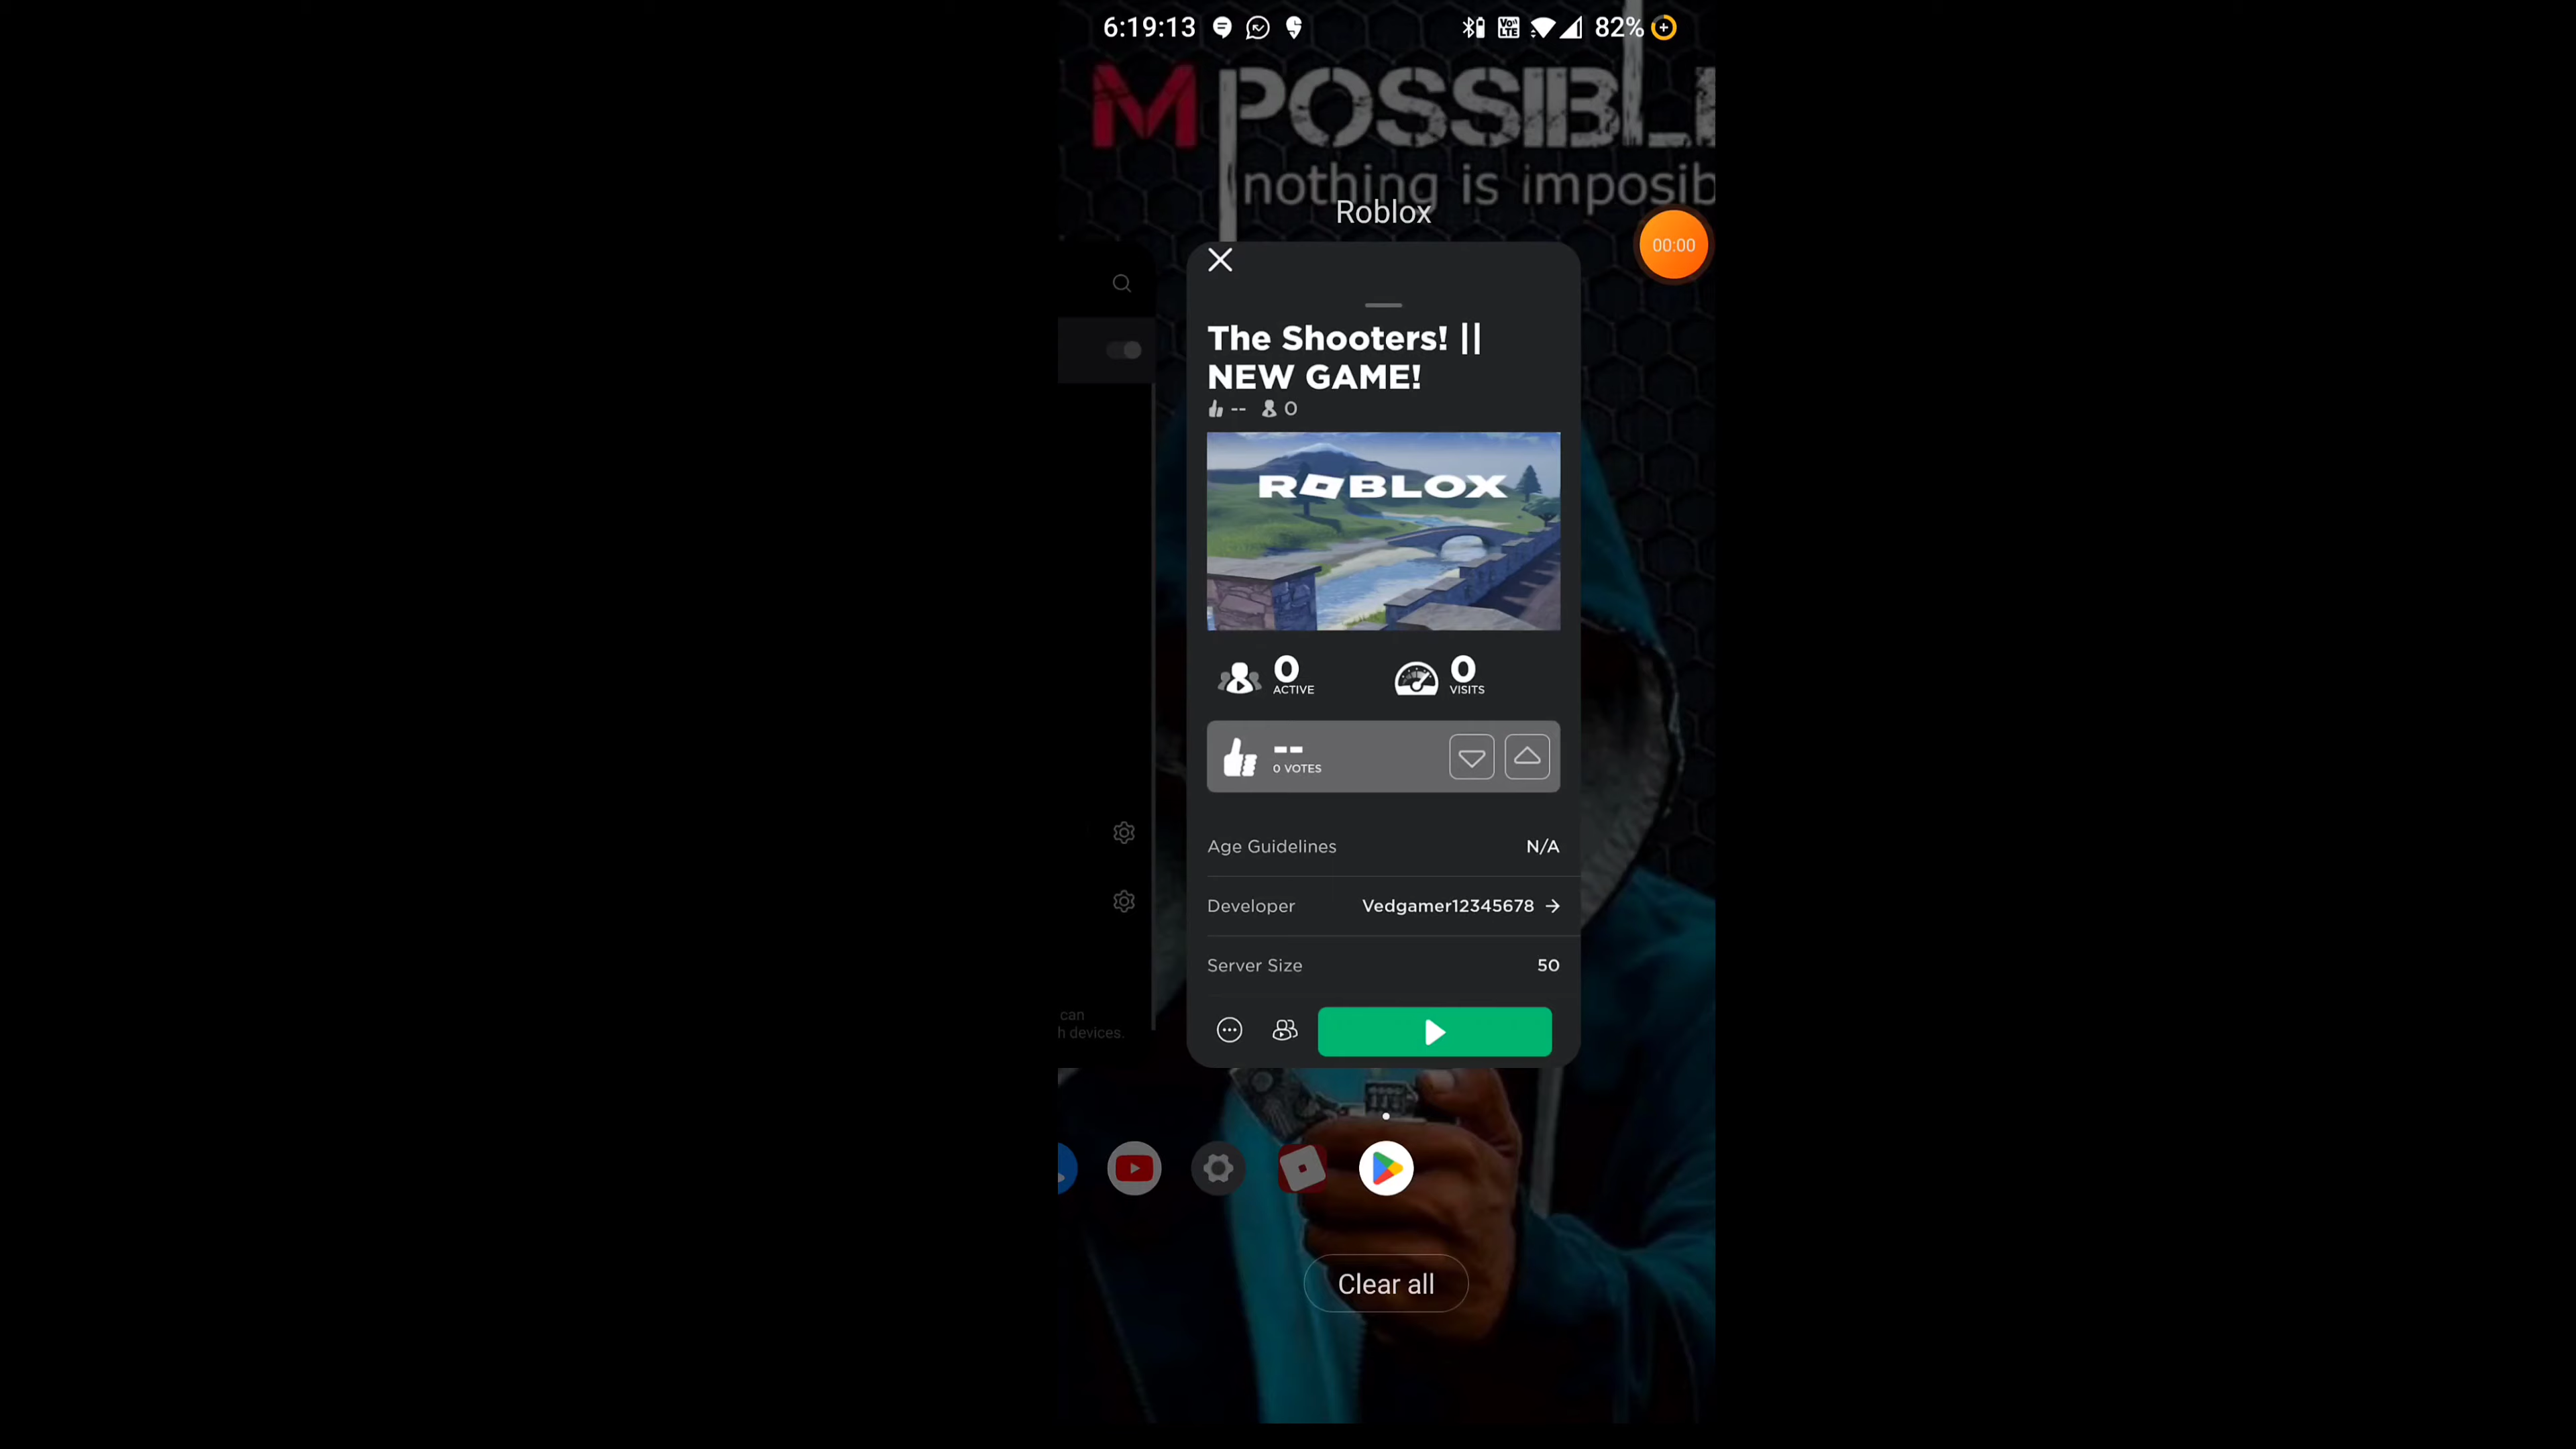 6:19:13
82%
MPOSSIBL
nothing is imposib
Roblox
00:00
The Shooters! ||
NEW GAME!
-- 0
ROBLOX
0
ACTIVE
0
VISITS
--
0 VOTES
Age Guidelines N/A
Developer Vedgamer12345678
Server Size 50
can
h devices.
Clear all